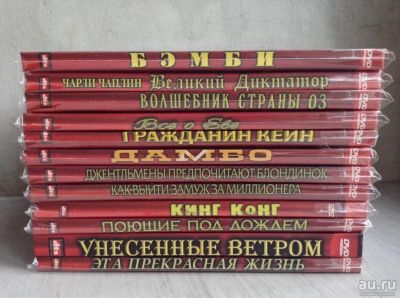 БЭМБИ
ЧАРЛИ ЧАПЛИН Великий Диктатор
ВОЛШЕБНИК СТРАНЫ ОЗ
Все о Еве
ГРАЖДАНИН КЕЙН
ДАМБО
ДЖЕНТЛЬМЕНЫ ПРЕДПОЧИТАЮТ БЛОНДИНОК
КАК ВЫЙТИ ЗАМУЖ ЗА МИЛЛИОНЕРА
КИНГ КОНГ
ПОЮЩИЕ ПОД ДОЖДЕМ
УНЕСЕННЫЕ ВЕТРОМ
ЭТА ПРЕКРАСНАЯ ЖИЗНЬ
au.ru